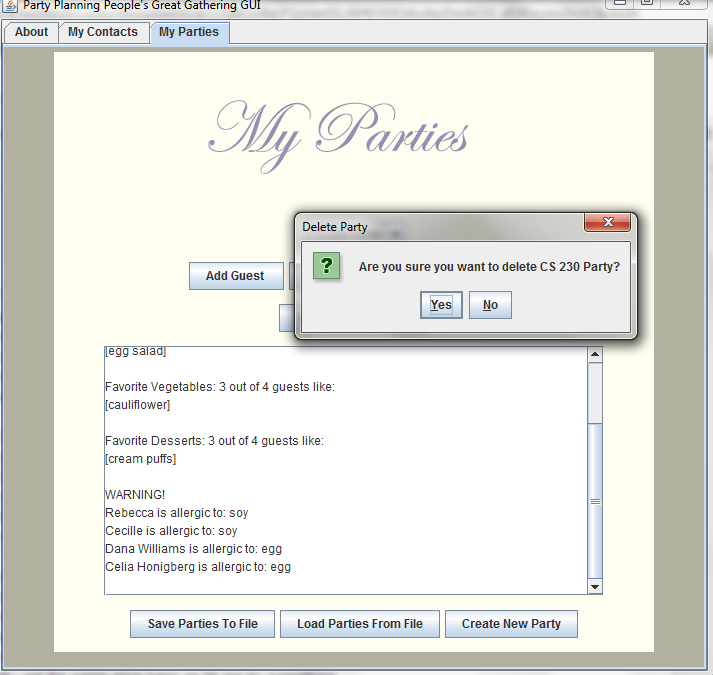 Party Planning People's Great Gathering GUI
About
My Contacts
My Parties
My Parties
Delete Party
Are you sure you want to delete CS 230 Party?
Yes
No
Add Guest
[egg salad]
Favorite Vegetables: 3 out of 4 guests like:
[cauliflower]
Favorite Desserts: 3 out of 4 guests like:
[cream puffs]
WARNING!
Rebecca is allergic to: soy
Cecille is allergic to: soy
Dana Williams is allergic to: egg
Celia Honigberg is allergic to: egg
Save Parties To File
Load Parties From File
Create New Party